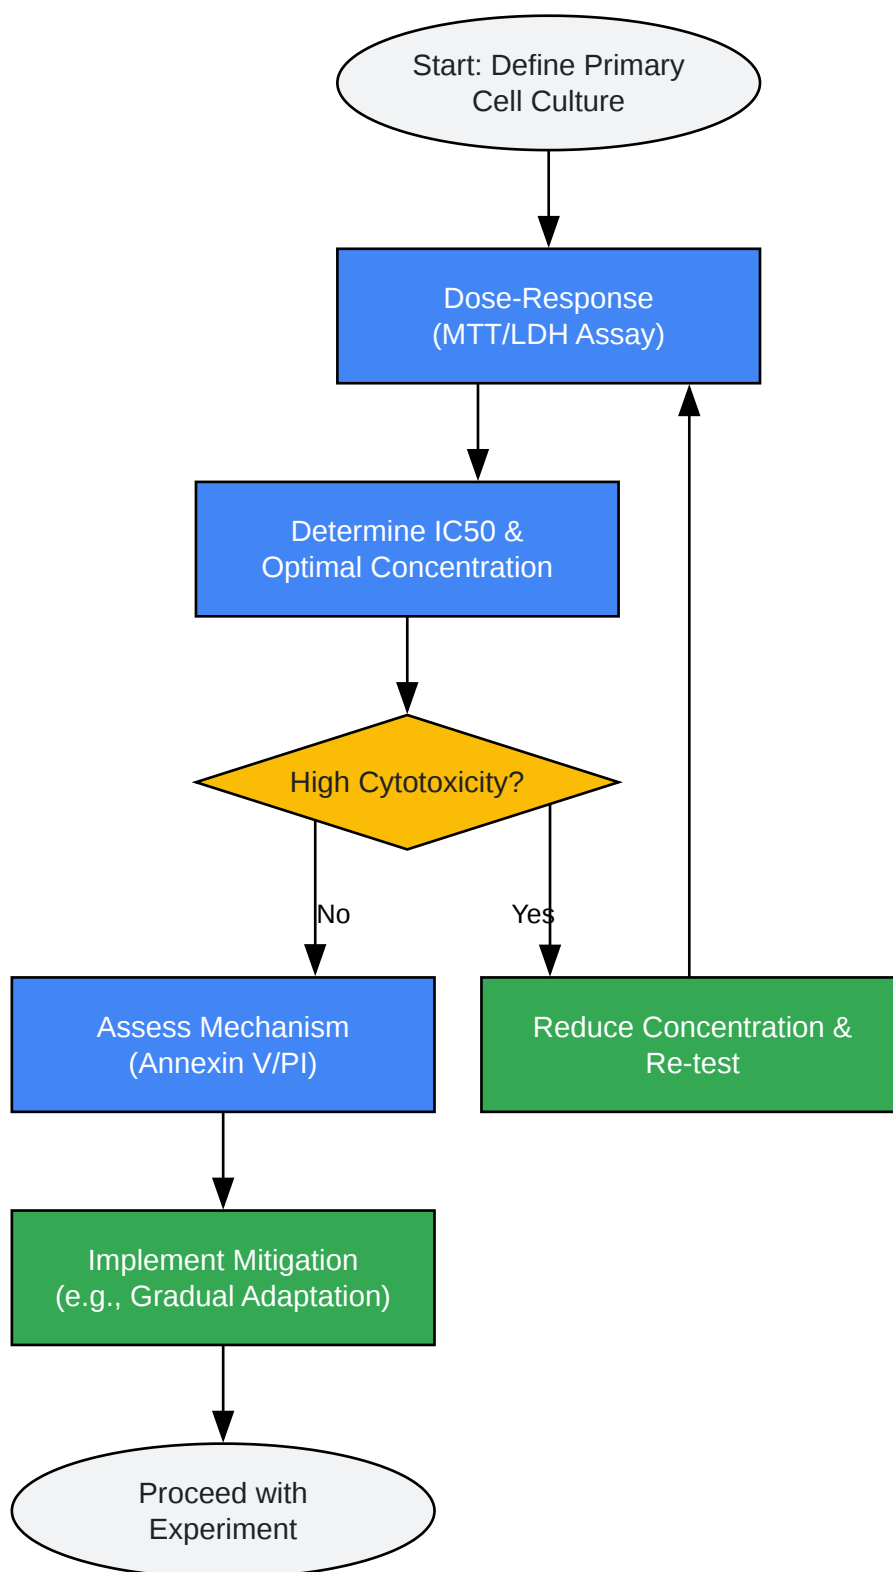 Start: Define Primary
Cell Culture
Dose-Response
(MTT/LDH Assay)
Determine IC50 &
Optimal Concentration
High Cytotoxicity?
No
Yes
Assess Mechanism
(Annexin V/PI)
Reduce Concentration &
Re-test
Implement Mitigation
(e.g., Gradual Adaptation)
Proceed with
Experiment